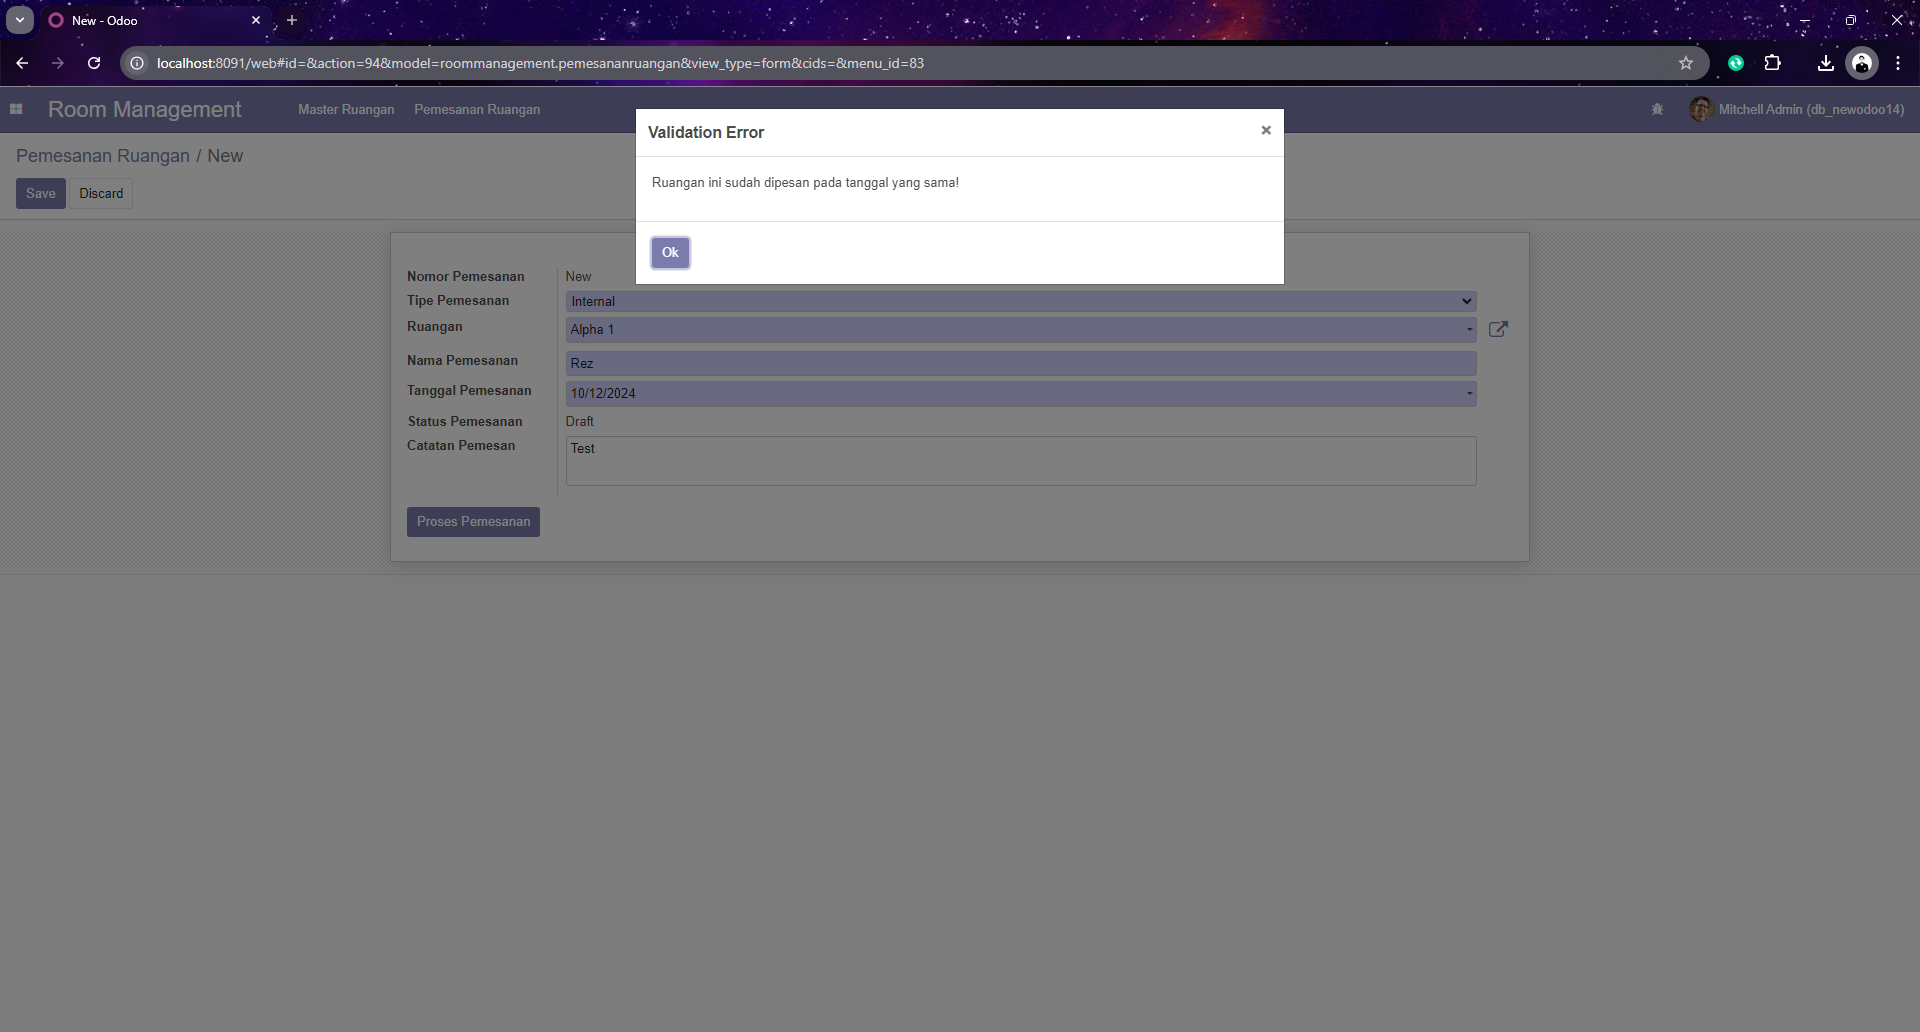 New - Odoo
localhost:8091/web#id=&action=94&model=roommanagement.pemesananruangan&view_type=form&cids=&menu_id=83
Room Management
Master Ruangan
Pemesanan Ruangan
Mitchell Admin (db_newodoo14)
Pemesanan Ruangan / New
Save
Discard
Validation Error
×
Ruangan ini sudah dipesan pada tanggal yang sama!
Ok
Nomor Pemesanan
New
Tipe Pemesanan
Internal
Ruangan
Alpha 1
Nama Pemesanan
Rez
Tanggal Pemesanan
10/12/2024
Status Pemesanan
Draft
Catatan Pemesan
Test
Proses Pemesanan